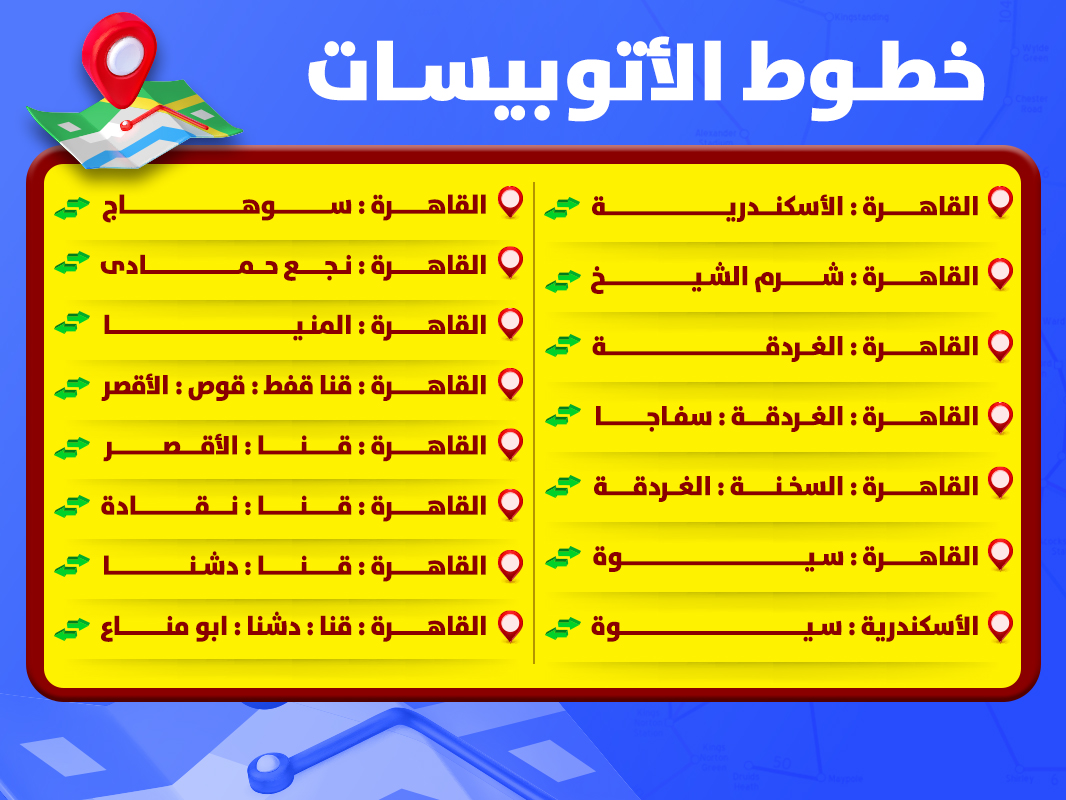 خطوط الأتوبيسات
القاهرة : الأسكندرية
القاهرة : شرم الشيخ
القاهرة : الغردقة
القاهرة : الغردقة : سفاجا
القاهرة : السخنة : الغردقة
القاهرة : سيوة
الأسكندرية : سيوة
القاهرة : سوهاج
القاهرة : نجع حمادى
القاهرة : المنيا
القاهرة : قنا قفط : قوص : الأقصر
القاهرة : قنا : الأقصر
القاهرة : قنا : نقادة
القاهرة : قنا : دشنا
القاهرة : قنا : دشنا : ابو مناع